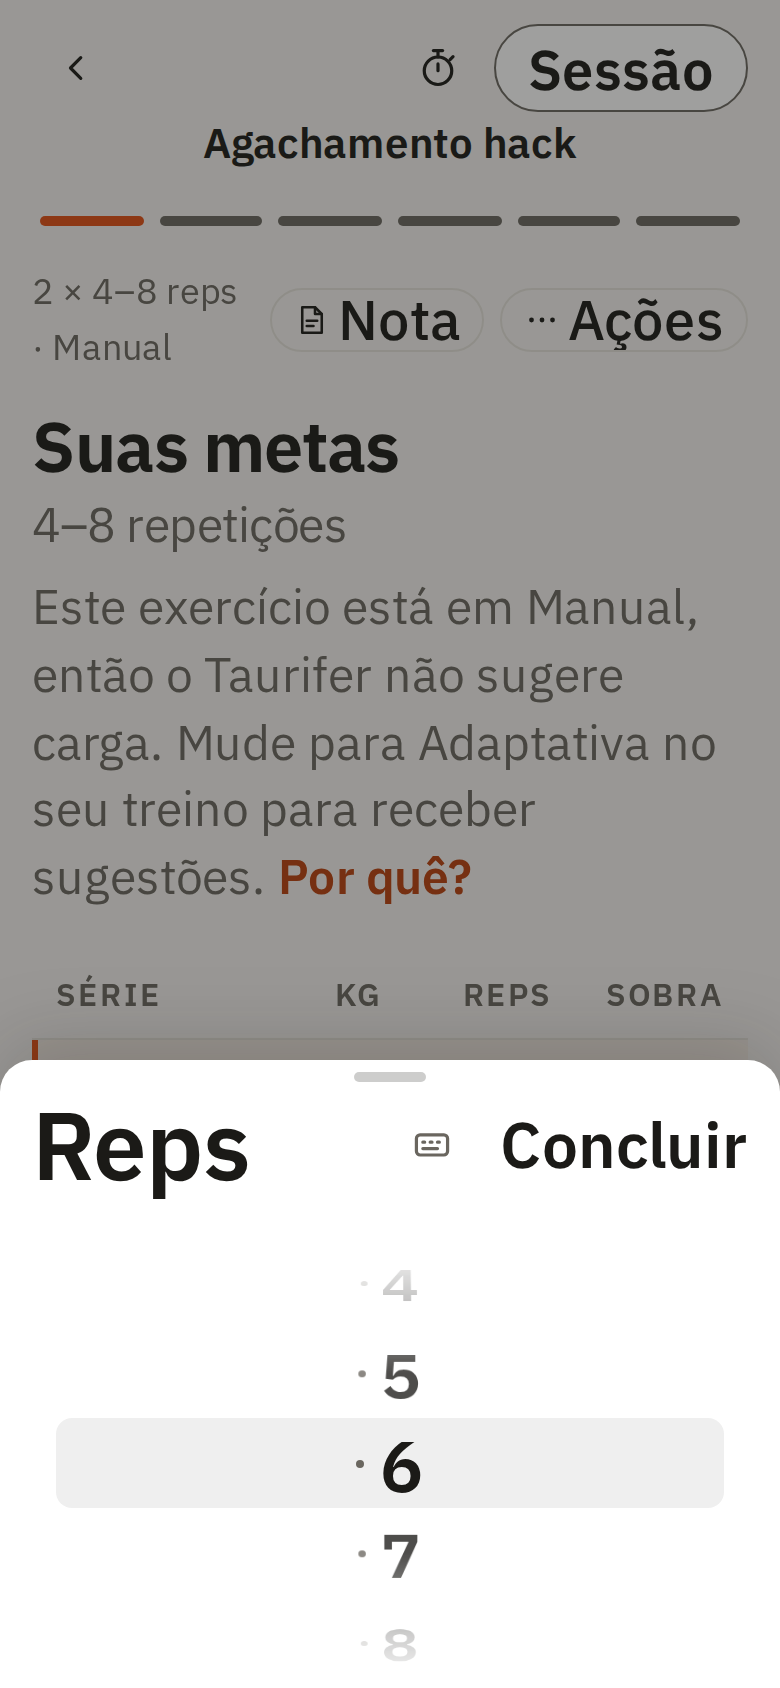 Sessão
Agachamento hack
2 × 4–8 reps
· Manual
Nota
Ações
Suas metas
4–8 repetições
Este exercício está em Manual,
então o Taurifer não sugere
carga. Mude para Adaptativa no
seu treino para receber
sugestões. Por quê?
SÉRIE KG REPS SOBRA
Reps
Concluir
· 4
· 5
· 6
· 7
· 8